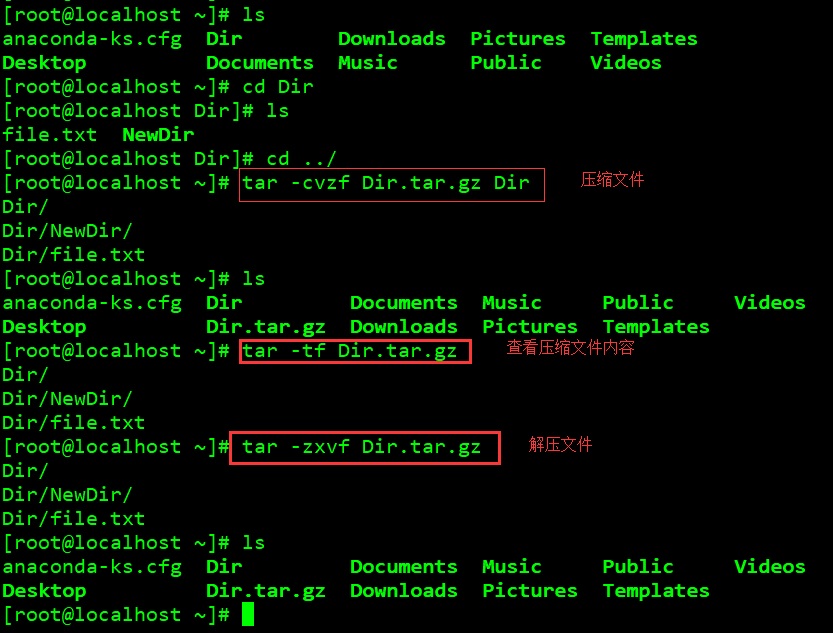 [root@localhost ~]# ls
anaconda-ks.cfg  Dir        Downloads  Pictures  Templates
Desktop          Documents  Music      Public    Videos
[root@localhost ~]# cd Dir
[root@localhost Dir]# ls
file.txt  NewDir
[root@localhost Dir]# cd ../
[root@localhost ~]# tar -cvzf Dir.tar.gz Dir 压缩文件
Dir/
Dir/NewDir/
Dir/file.txt
[root@localhost ~]# ls
anaconda-ks.cfg  Dir         Documents  Music     Public     Videos
Desktop          Dir.tar.gz  Downloads  Pictures  Templates
[root@localhost ~]# tar -tf Dir.tar.gz 查看压缩文件内容
Dir/
Dir/NewDir/
Dir/file.txt
[root@localhost ~]# tar -zxvf Dir.tar.gz 解压文件
Dir/
Dir/NewDir/
Dir/file.txt
[root@localhost ~]# ls
anaconda-ks.cfg  Dir         Documents  Music     Public     Videos
Desktop          Dir.tar.gz  Downloads  Pictures  Templates
[root@localhost ~]#